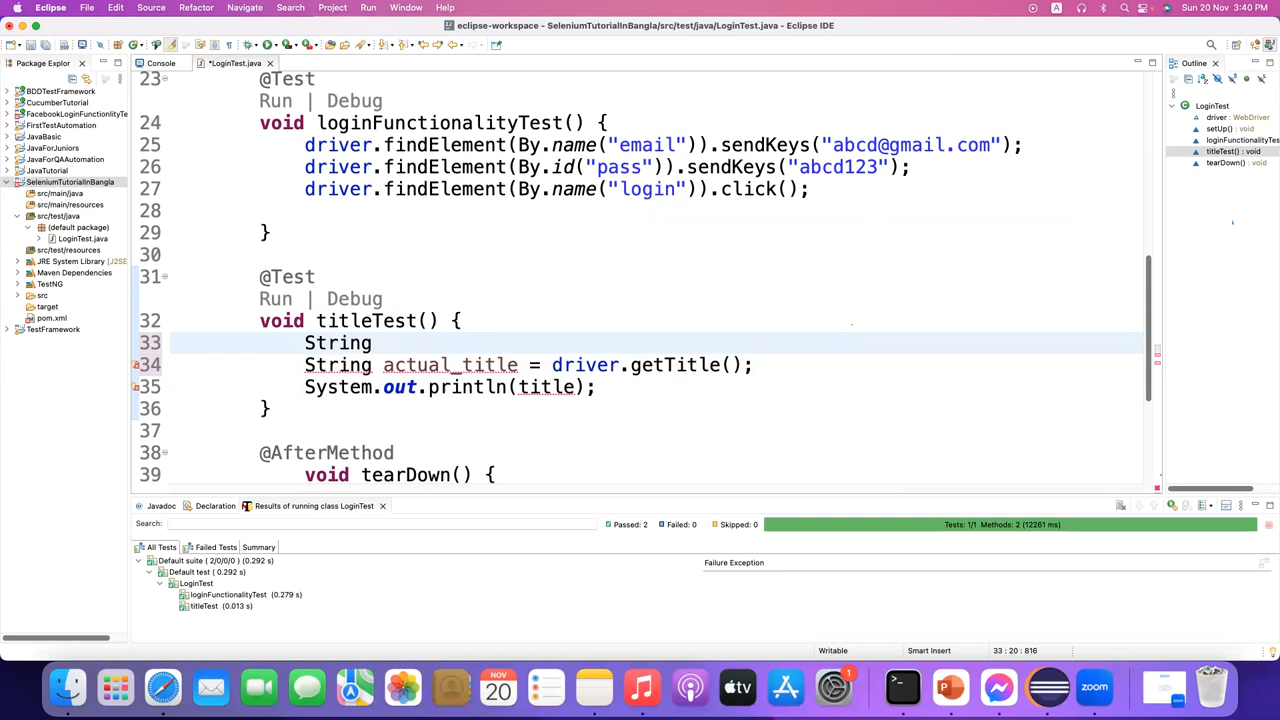 Eclipse File Edit Source Refactor Navigate Search Project Run Window Help A Sun 20 Nov 3:40 PM
eclipse-workspace - SeleniumTutorialInBangla/src/test/java/LoginTest.java - Eclipse IDE
Package Explor
Console
*LoginTest.java
Outline
BDDTestFramework
CucumberTutorial
FacebookLoginFunctionlityTe
FirstTestAutomation
JavaBasic
JavaForJuniors
JavaForQAAutomation
JavaTutorial
SeleniumTutorialInBangla
src/main/java
src/main/resources
src/test/java
(default package)
LoginTest.java
src/test/resources
JRE System Library [J2SE
Maven Dependencies
TestNG
src
target
pom.xml
TestFramework
23 @Test
Run | Debug
24 void loginFunctionalityTest() {
25 driver.findElement(By.name("email")).sendKeys("abcd@gmail.com");
26 driver.findElement(By.id("pass")).sendKeys("abcd123");
27 driver.findElement(By.name("login")).click();
28
29 }
30
31 @Test
Run | Debug
32 void titleTest() {
33 String
34 String actual_title = driver.getTitle();
35 System.out.println(title);
36 }
37
38 @AfterMethod
39 void tearDown() {
LoginTest
driver : WebDriver
setUp() : void
loginFunctionalityTes
titleTest() : void
tearDown() : void
Javadoc Declaration Results of running class LoginTest
Search: Passed: 2 Failed: 0 Skipped: 0 Tests: 1/1 Methods: 2 (12261 ms)
All Tests Failed Tests Summary
Default suite ( 2/0/0/0 ) (0.292 s)
Default test ( 0.292 s)
LoginTest
loginFunctionalityTest (0.279 s)
titleTest (0.013 s)
Failure Exception
Writable Smart Insert 33 : 20 : 816
NOV
20
tv
1
zoom